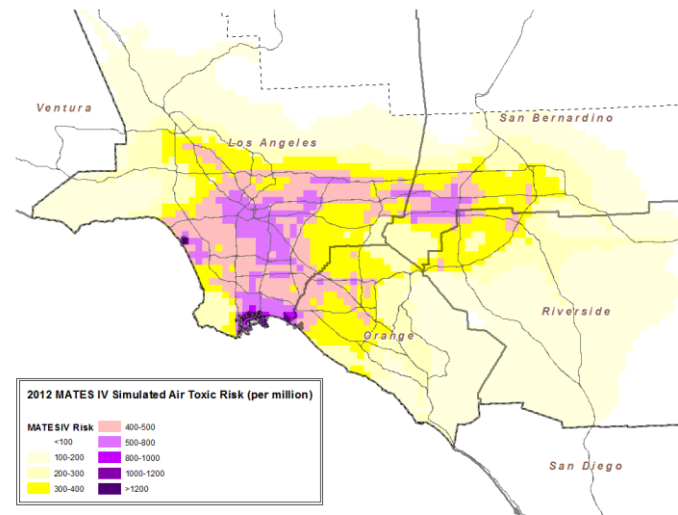 Ventura
San Bernardino
Los Angeles
Riverside
Orange
San Diego
2012 MATES IV Simulated Air Toxic Risk (per million)
MATESIV Risk
<100
100-200
200-300
300-400
400-500
500-800
800-1000
1000-1200
>1200